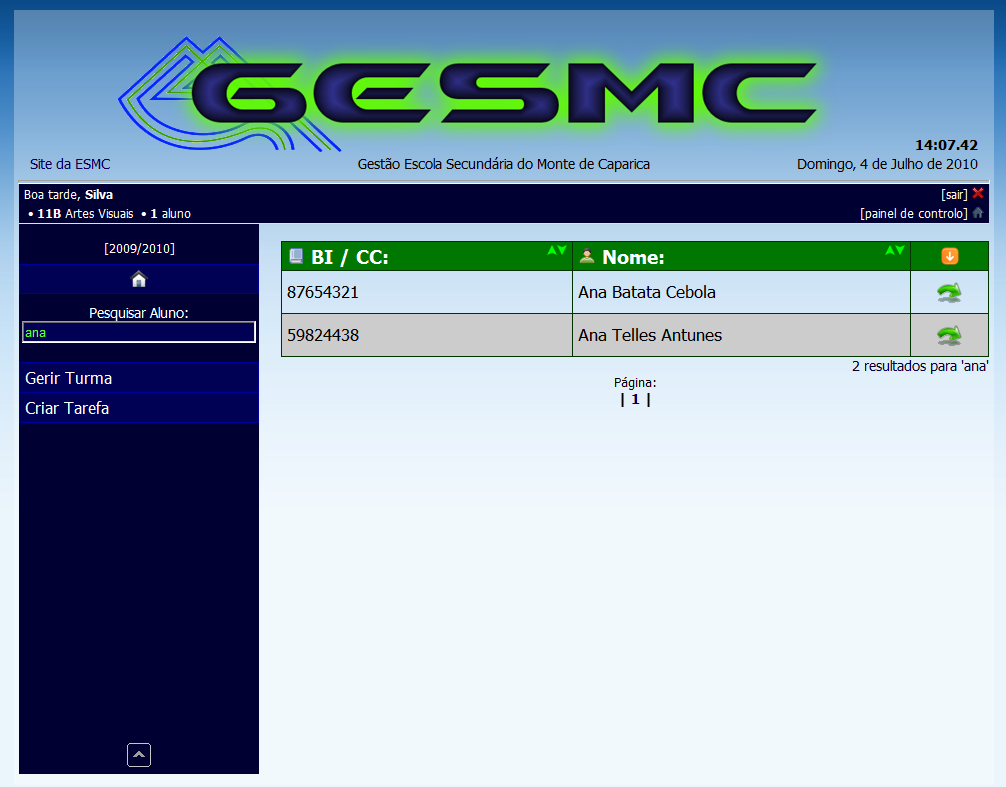 GESMC
14:07.42
Site da ESMC Gestão Escola Secundária do Monte de Caparica Domingo, 4 de Julho de 2010
Boa tarde, Silva [sair]
• 11B Artes Visuais • 1 aluno [painel de controlo]
[2009/2010]
Pesquisar Aluno:
ana
Gerir Turma
Criar Tarefa
BI / CC: Nome:
87654321 Ana Batata Cebola
59824438 Ana Telles Antunes
2 resultados para 'ana'
Página:
| 1 |